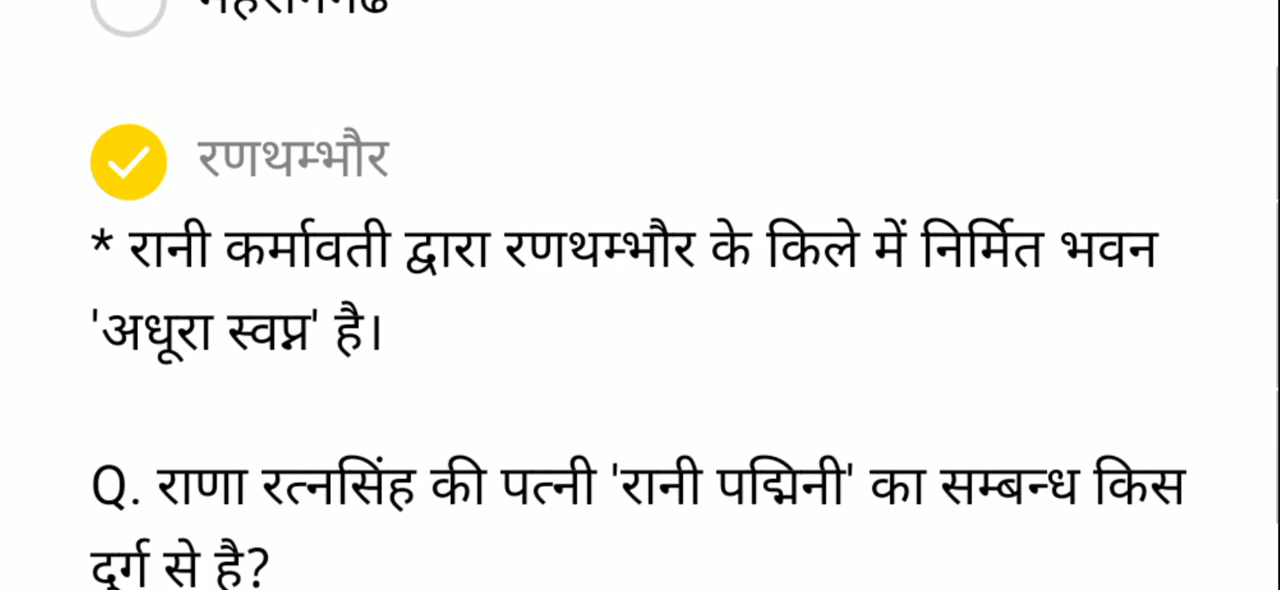 रणथम्भौर
* रानी कर्मावती द्वारा रणथम्भौर के किले में निर्मित भवन
'अधूरा स्वप्न' है।
Q. राणा रत्नसिंह की पत्नी 'रानी पद्मिनी' का सम्बन्ध किस
दुर्ग से है?